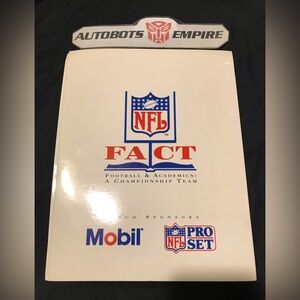 AUTOBOTS EMPIRE
NFL
FACT
FOOTBALL & ACADEMICS:
A CHAMPIONSHIP TEAM
SPONSORS
Mobil
NFL PRO
SET